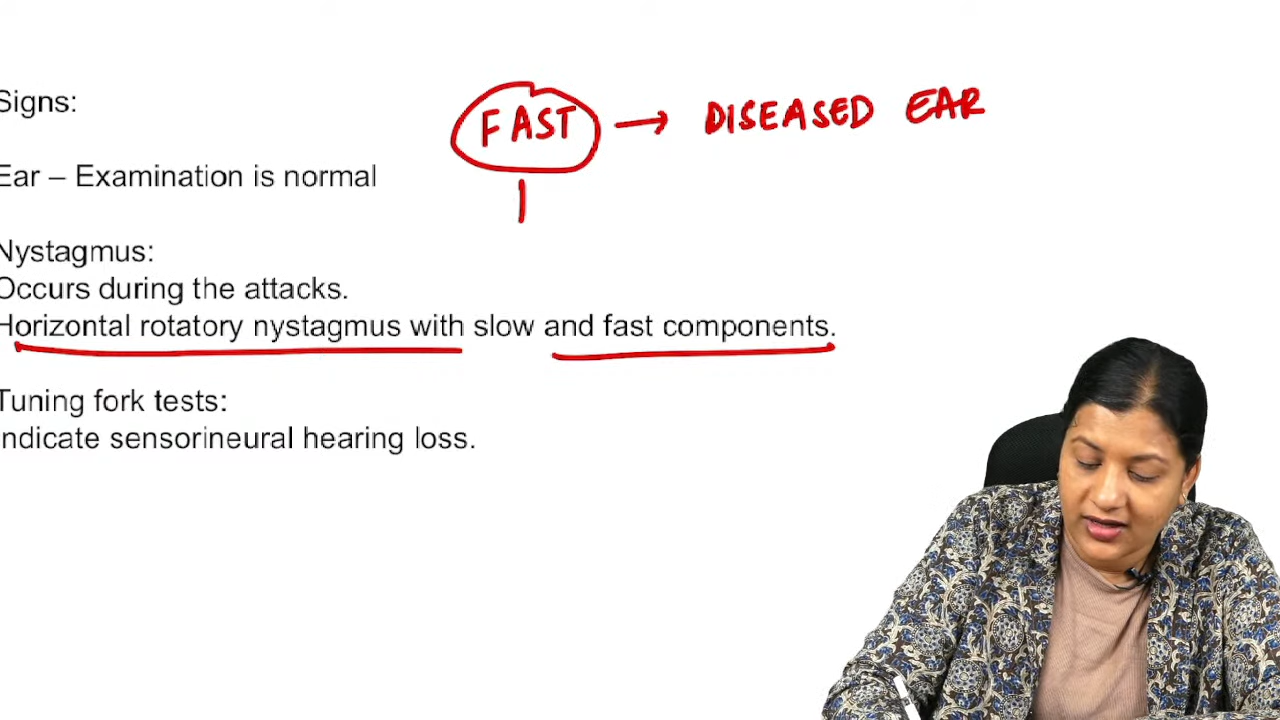 Signs:
FAST → DISEASED EAR
Ear – Examination is normal
Nystagmus:
Occurs during the attacks.
Horizontal rotatory nystagmus with slow and fast components.
Tuning fork tests:
Indicate sensorineural hearing loss.